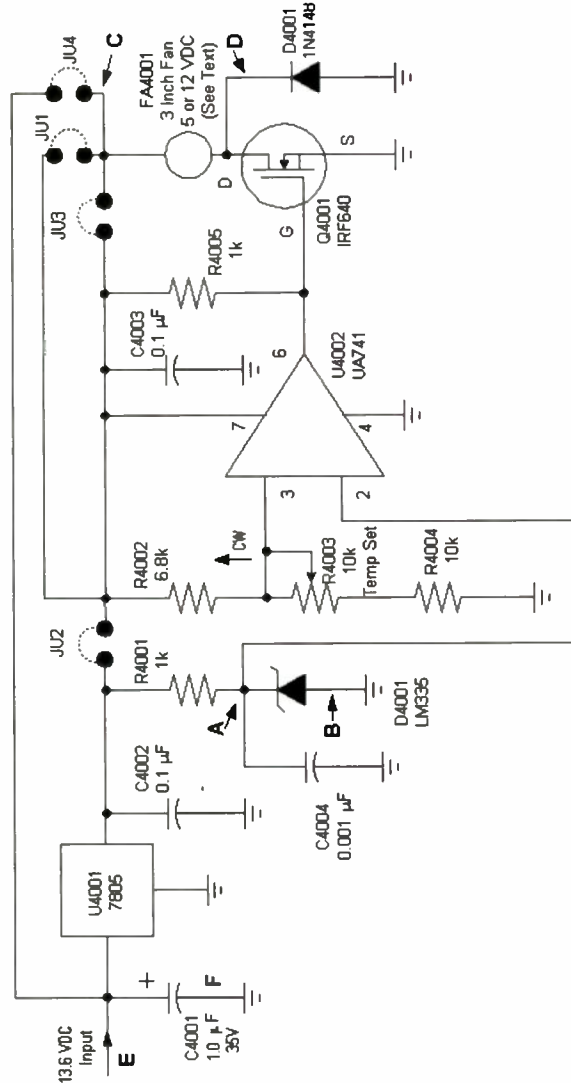 13.6 VDC
Input
E
+
C4001
1.0 µF
35V
F
U4001
7805
C4002
0.1 µF
JU2
R4001
1k
A
B
D4001
LM335
C4004
0.001 µF
R4002
6.8k
CW
R4003
10k
Temp Set
R4004
10k
3
2
7
4
6
U4002
UA741
C4003
0.1 µF
R4005
1k
JU3
JU1
JU4
C
FA4001
3 Inch Fan
5 or 12 VDC
(See Text)
D
D
G
S
Q4001
IRF640
D4001
1N4148